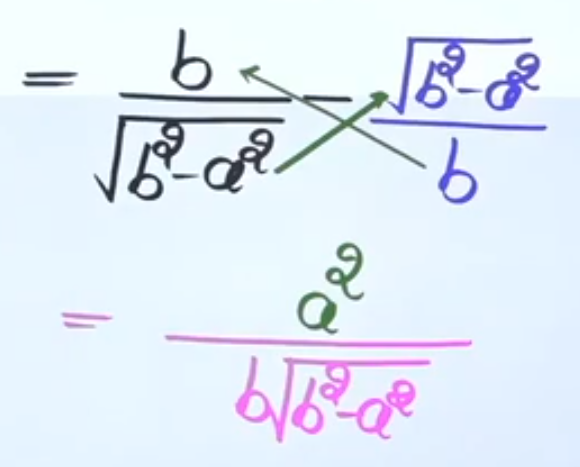 = b/√(b²-a²) - √(b²-a²)/b
= a²/(b√(b²-a²))